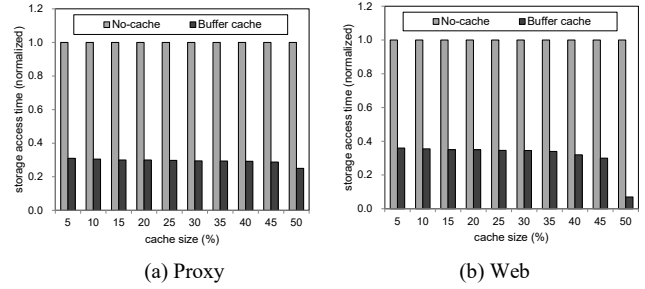 No-cache Buffer cache
storage access time (normalized)
1.2
1.0
0.8
0.6
0.4
0.2
0.0
5 10 15 20 25 30 35 40 45 50
cache size (%)
(a) Proxy
No-cache Buffer cache
storage access time (normalized)
1.2
1.0
0.8
0.6
0.4
0.2
0.0
5 10 15 20 25 30 35 40 45 50
cache size (%)
(b) Web